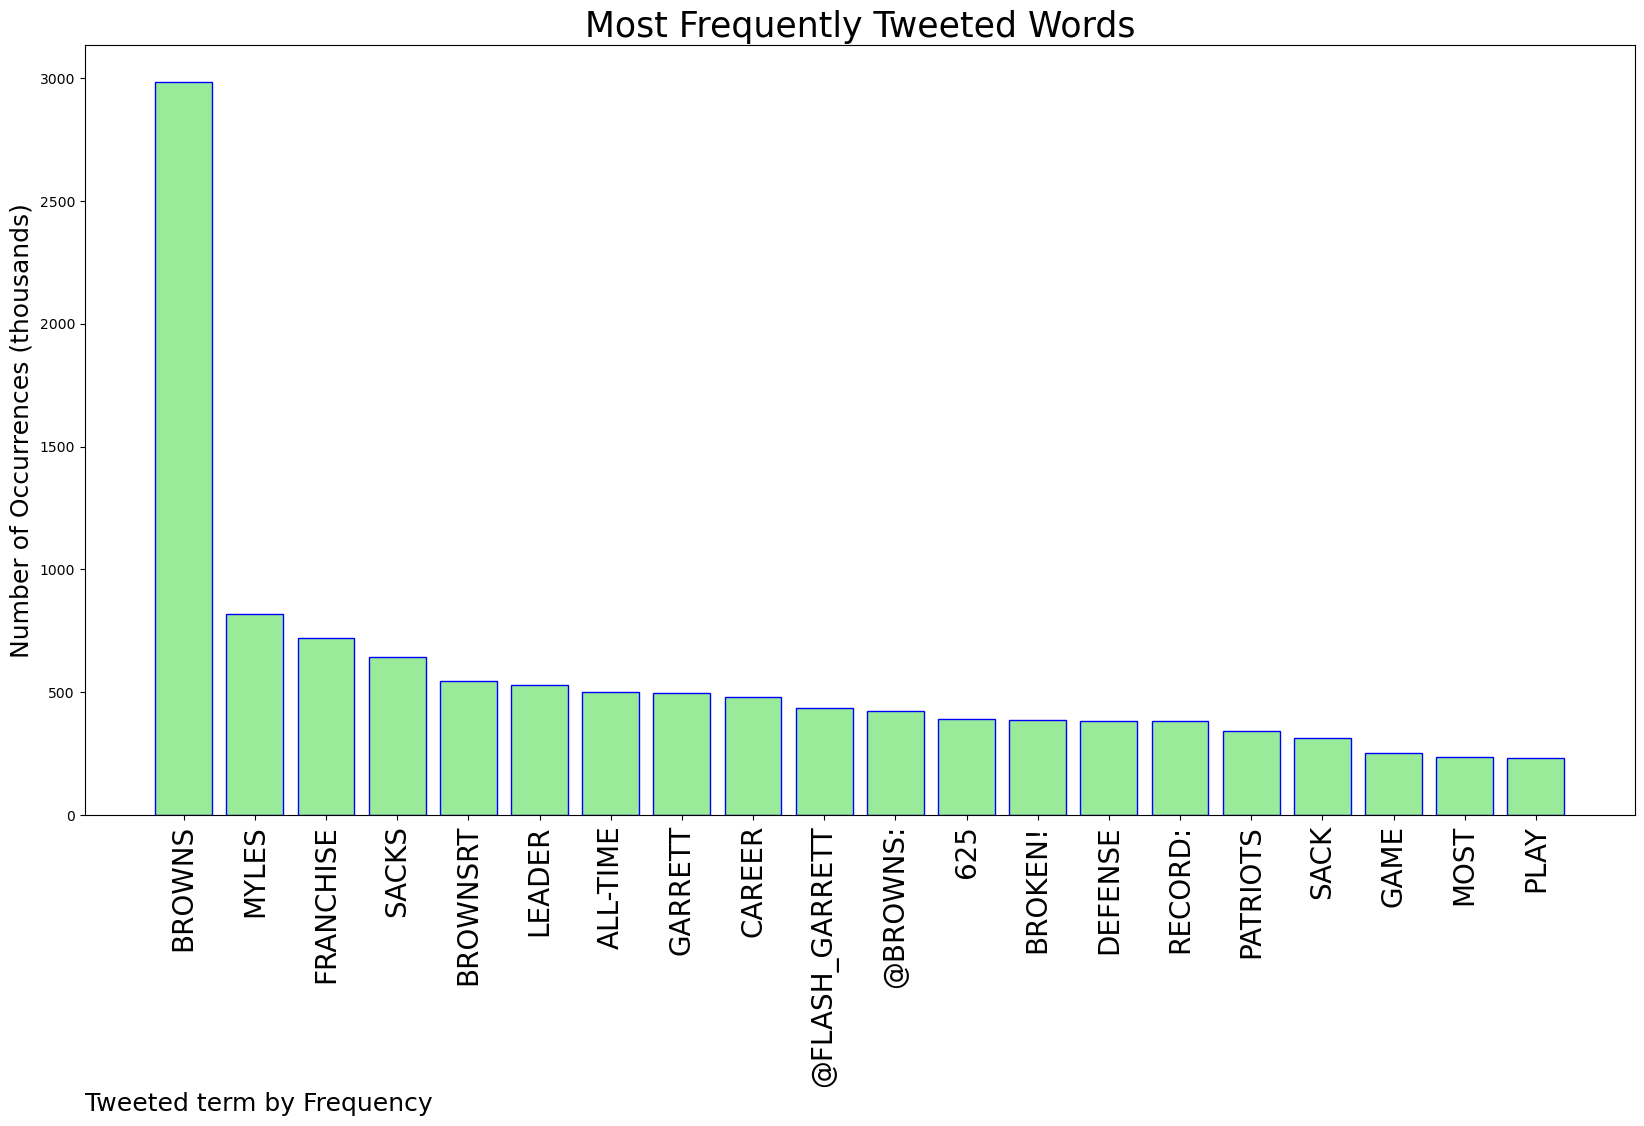 Most Frequently Tweeted Words
Number of Occurrences (thousands)
3000
2500
2000
1500
1000
500
0
BROWNS
MYLES
FRANCHISE
SACKS
BROWNSRT
LEADER
ALL-TIME
GARRETT
CAREER
@FLASH_GARRETT
@BROWNS:
625
BROKEN!
DEFENSE
RECORD:
PATRIOTS
SACK
GAME
MOST
PLAY
Tweeted term by Frequency